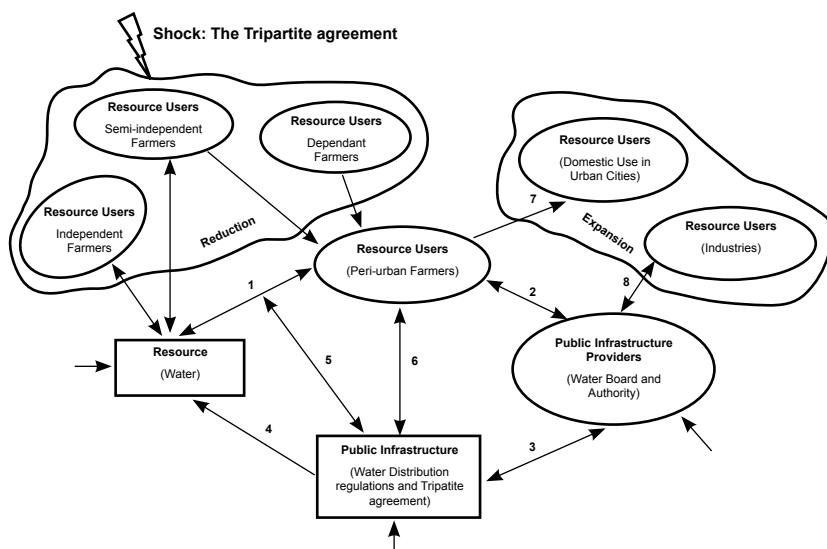 Shock: The Tripartite agreement
Resource Users
Semi-independent
Farmers
Resource Users
Dependant
Farmers
Resource Users
Independent
Farmers
Reduction
Resource Users
(Peri-urban Farmers)
Resource Users
(Domestic Use in
Urban Cities)
Resource Users
(Industries)
Expansion
7
8
1
2
Resource
(Water)
Public Infrastructure
Providers
(Water Board and
Authority)
5
6
4
3
Public Infrastructure
(Water Distribution
regulations and Tripatite
agreement)